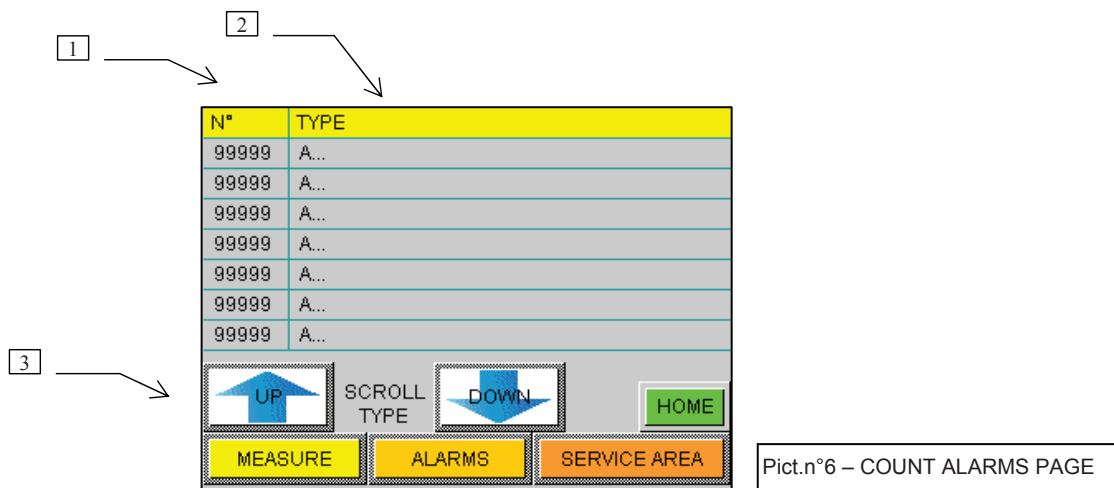 2
1
N° TYPE
99999 A...
99999 A...
99999 A...
99999 A...
99999 A...
99999 A...
99999 A...
3
UP SCROLL TYPE DOWN HOME
MEASURE ALARMS SERVICE AREA
Pict.n°6 – COUNT ALARMS PAGE